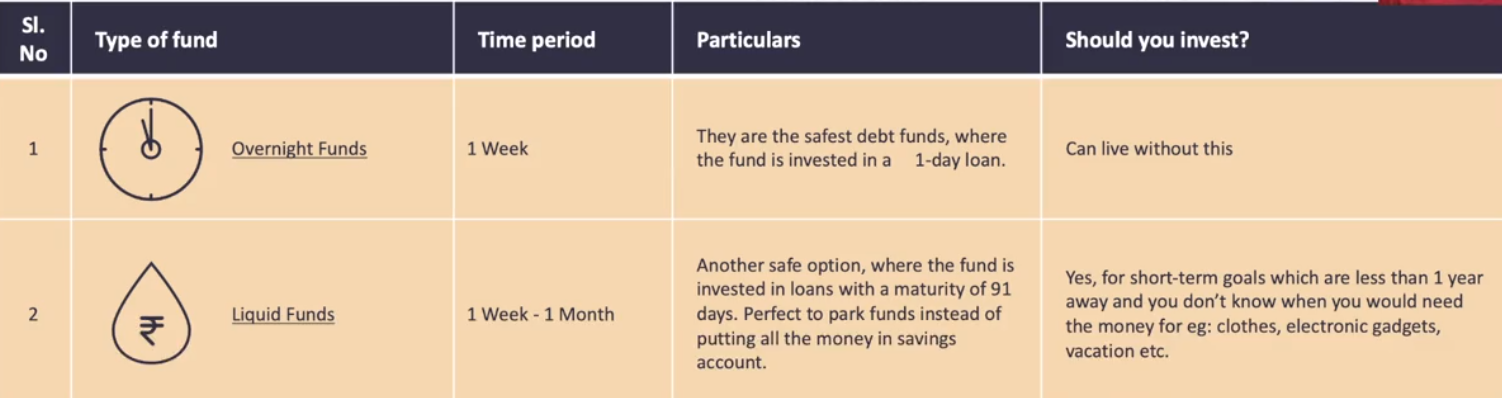 Sl.
No
Type of fund
Time period
Particulars
Should you invest?
1
Overnight Funds
1 Week
They are the safest debt funds, where
the fund is invested in a 1-day loan.
Can live without this
2
₹
Liquid Funds
1 Week - 1 Month
Another safe option, where the fund is
invested in loans with a maturity of 91
days. Perfect to park funds instead of
putting all the money in savings
account.
Yes, for short-term goals which are less than 1 year
away and you don’t know when you would need
the money for eg: clothes, electronic gadgets,
vacation etc.